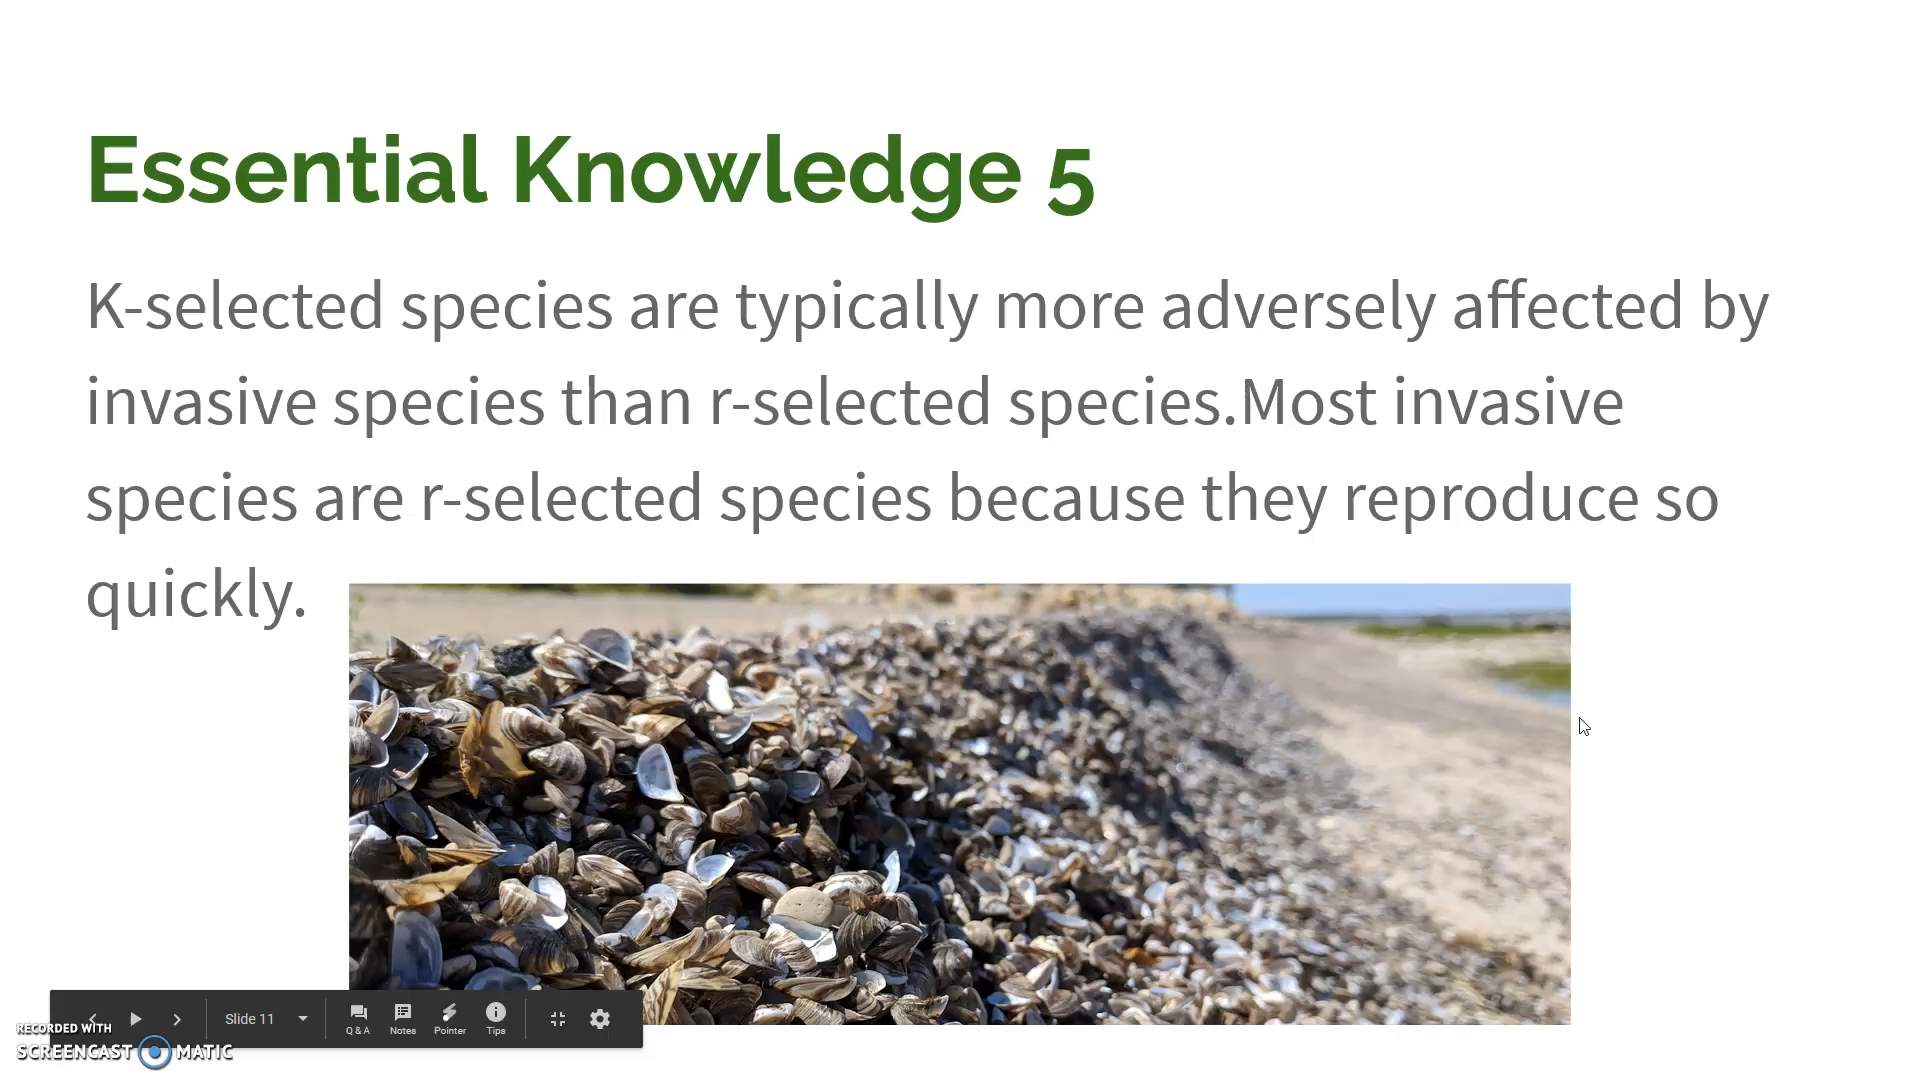 Essential Knowledge 5
K-selected species are typically more adversely affected by
invasive species than r-selected species.Most invasive
species are r-selected species because they reproduce so
quickly.
Slide 11
Q & A
Notes
Pointer
Tips
RECORDED WITH
SCREENCAST MATIC